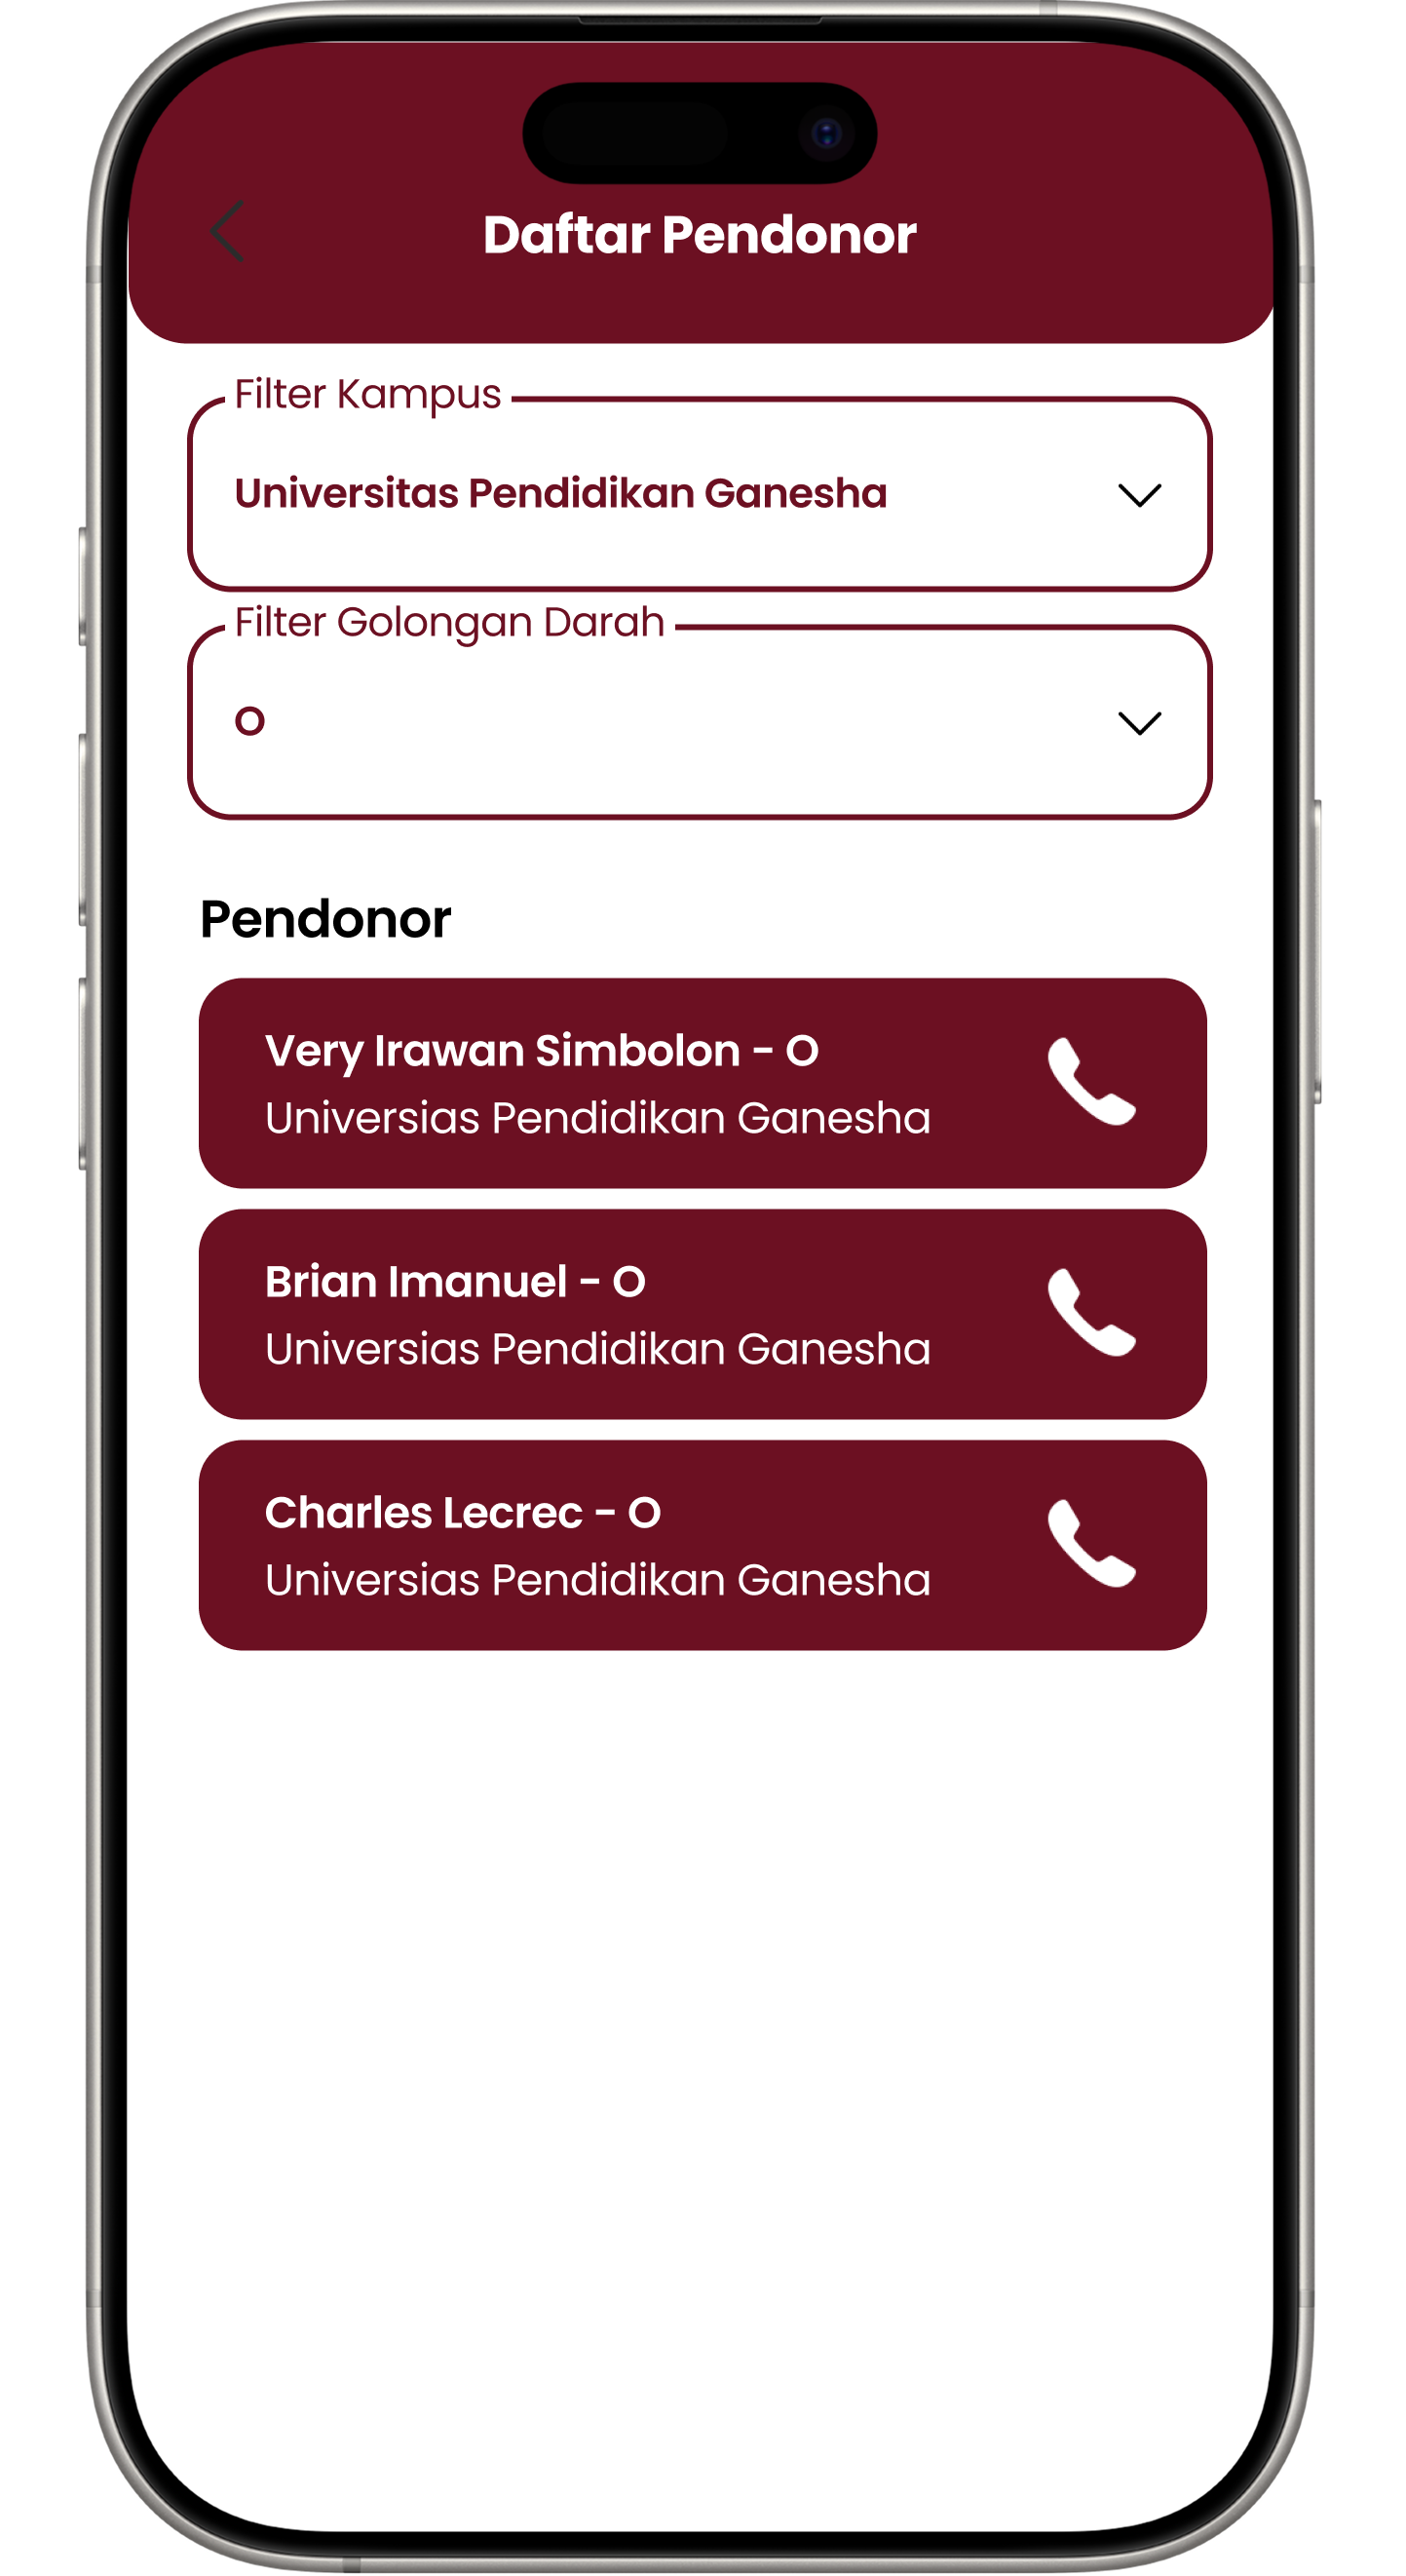 Daftar Pendonor
Filter Kampus
Universitas Pendidikan Ganesha
Filter Golongan Darah
O
Pendonor
Very Irawan Simbolon - O
Universias Pendidikan Ganesha
Brian Imanuel - O
Universias Pendidikan Ganesha
Charles Lecrec - O
Universias Pendidikan Ganesha